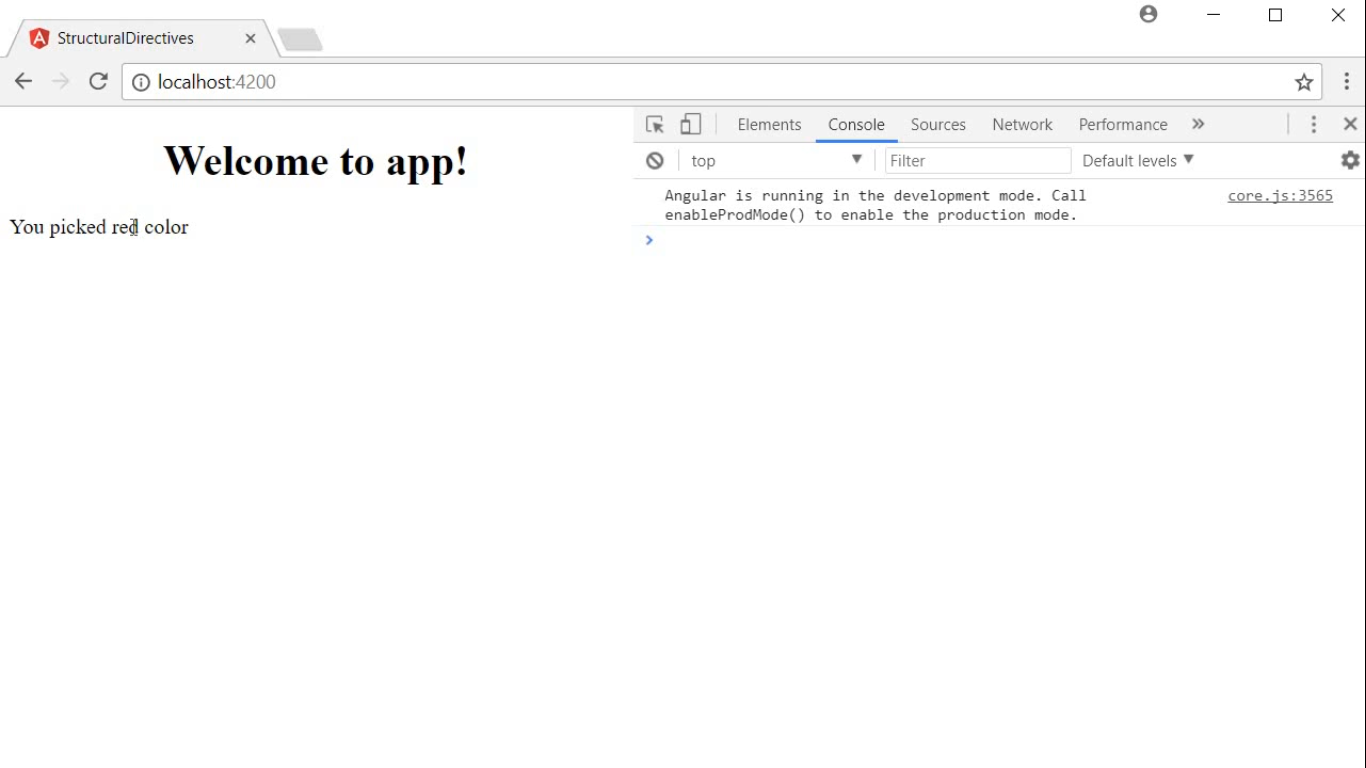 StructuralDirectives
localhost:4200
Welcome to app!
You picked red color
Elements Console Sources Network Performance »
top Filter Default levels
Angular is running in the development mode. Call core.js:3565
enableProdMode() to enable the production mode.